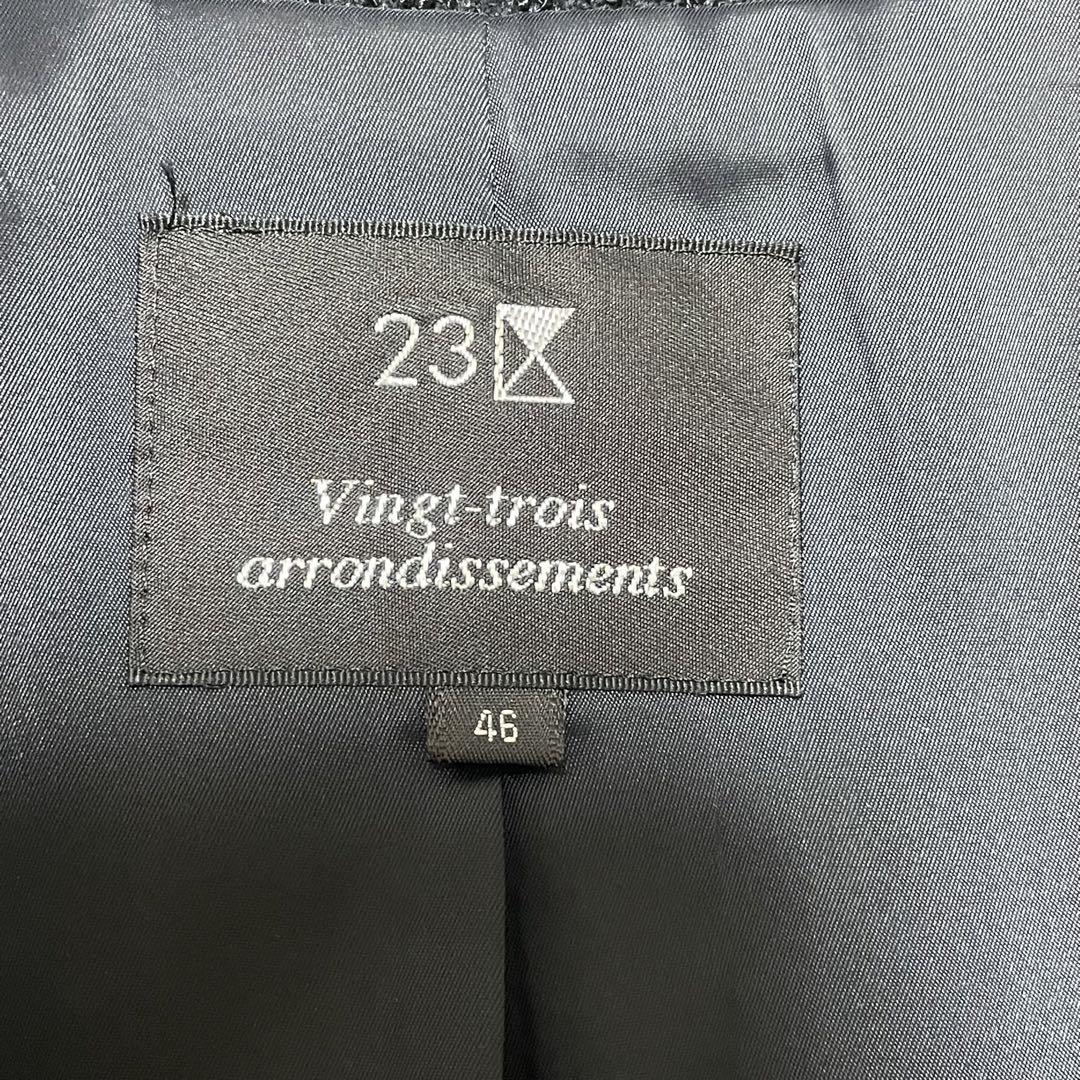 23
Vingt-trois
arrondissements
46